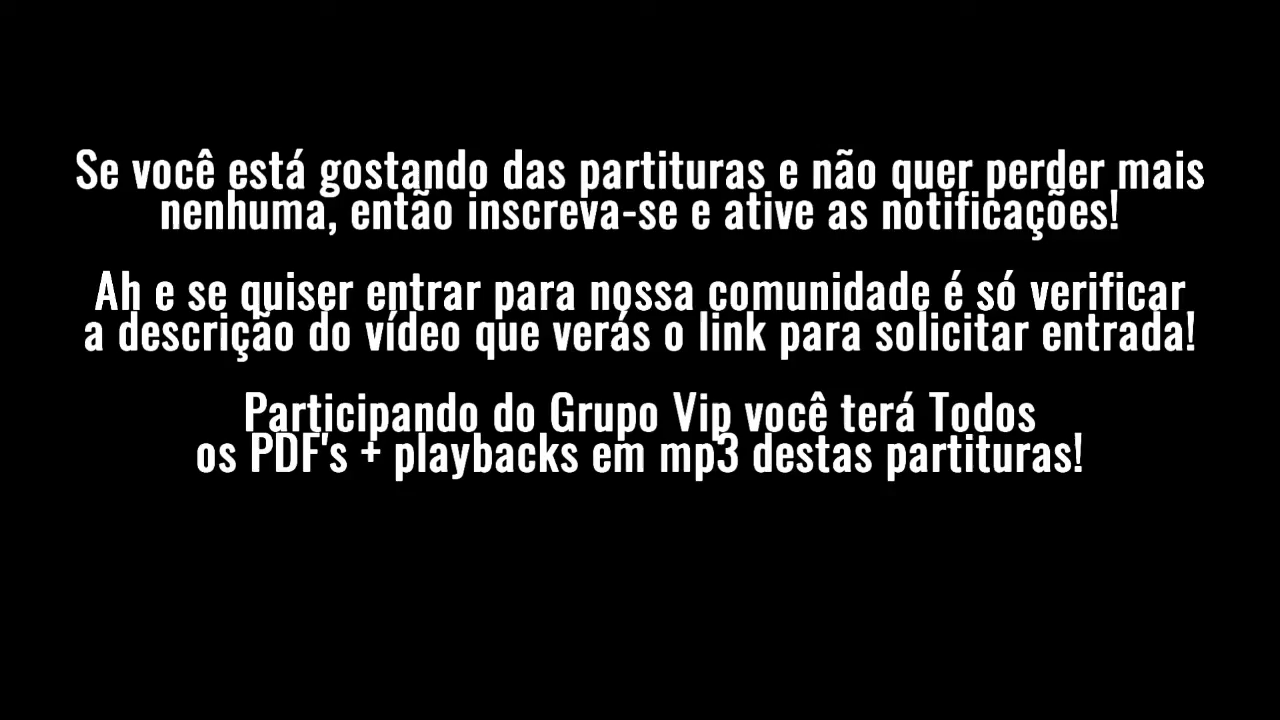 Se você está gostando das partituras e não quer perder mais
nenhuma, então inscreva-se e ative as notificações!
Ah e se quiser entrar para nossa comunidade é só verificar
a descrição do vídeo que verás o link para solicitar entrada!
Participando do Grupo Vip você terá Todos
os PDF's + playbacks em mp3 destas partituras!